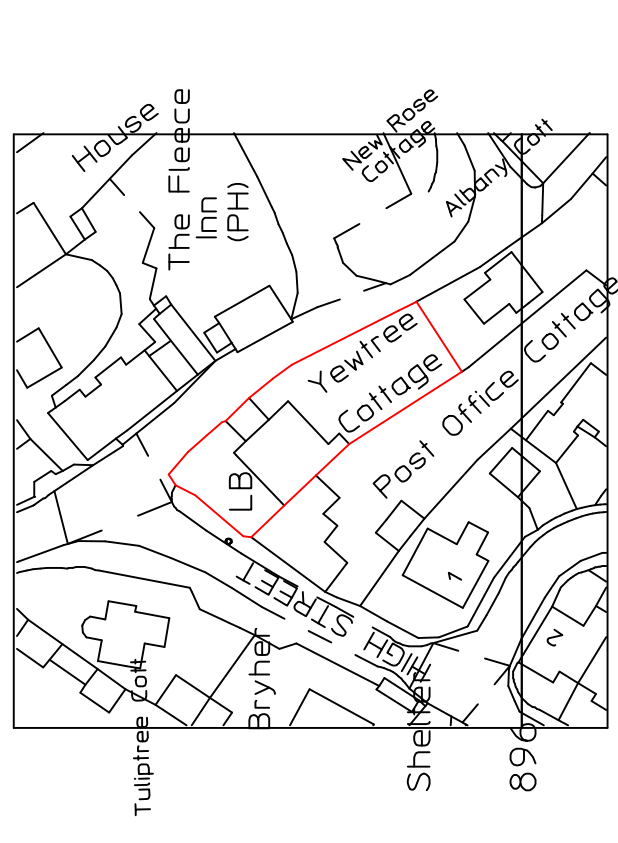 House
The Fleece
Inn
(PH)
New Rose
Cottage
Albany Cott
Yewtree
Cottage
Post Office Cottage
LB
HIGH STREET
1
2
Tuliptree Cott
Bryher
Shelter
896